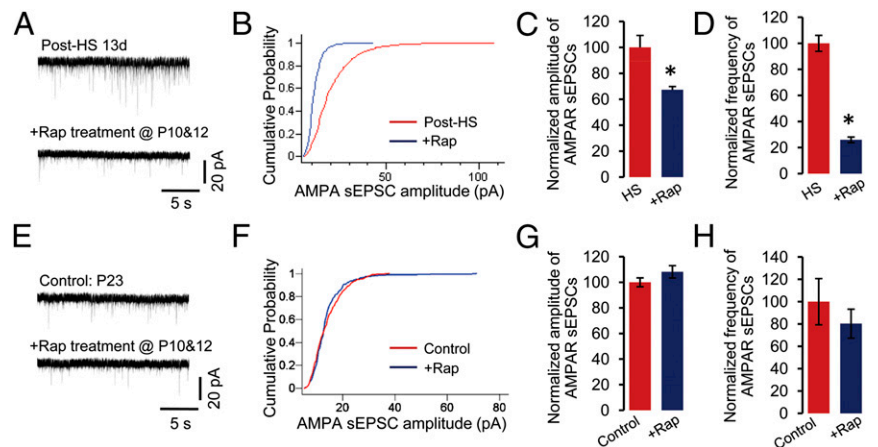 A
Post-HS 13d
+Rap treatment @ P10&12
20 pA
5 s
B
Cumulative Probability
1
0.8
0.6
0.4
0.2
0
50
100
Post-HS
+Rap
AMPA sEPSC amplitude (pA)
C
Normalized amplitude of
AMPAR sEPSCs
120
100
80
60
40
20
0
*
HS
+Rap
D
Normalized frequency of
AMPAR sEPSCs
120
100
80
60
40
20
0
*
HS
+Rap
E
Control: P23
+Rap treatment @ P10&12
20 pA
5 s
F
Cumulative Probability
1
0.8
0.6
0.4
0.2
0
20
40
60
80
Control
+Rap
AMPA sEPSC amplitude (pA)
G
Normalized amplitude of
AMPAR sEPSCs
120
100
80
60
40
20
0
Control
+Rap
H
Normalized frequency of
AMPAR sEPSCs
140
120
100
80
60
40
20
0
Control
+Rap